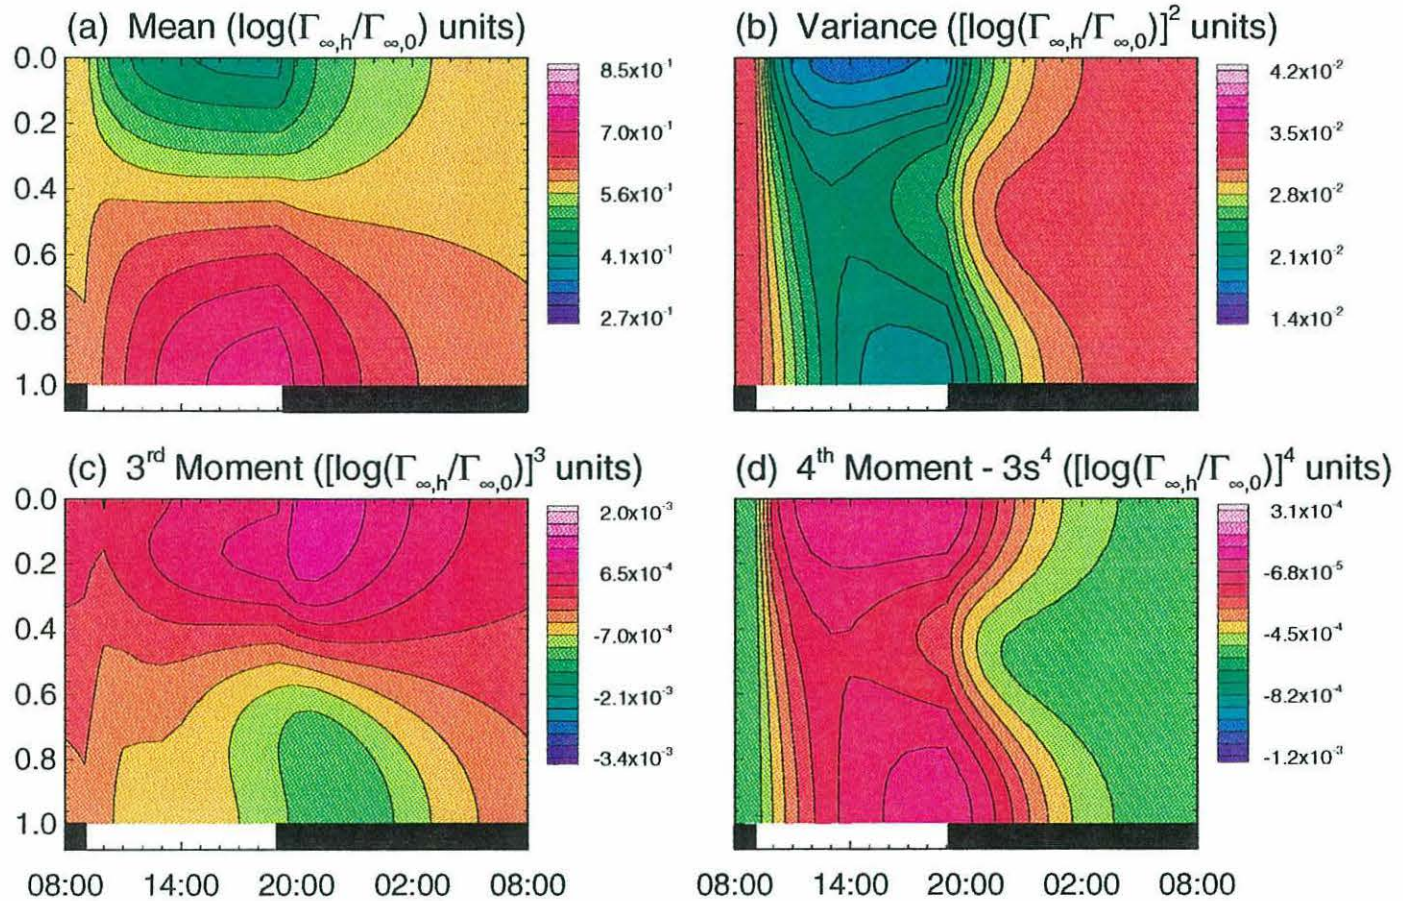 (a) Mean (log(Γ∞,h/Γ∞,0) units)
0.0
0.2
0.4
0.6
0.8
1.0
8.5x10⁻¹
7.0x10⁻¹
5.6x10⁻¹
4.1x10⁻¹
2.7x10⁻¹
(b) Variance ([log(Γ∞,h/Γ∞,0)]² units)
4.2x10⁻²
3.5x10⁻²
2.8x10⁻²
2.1x10⁻²
1.4x10⁻²
(c) 3rd Moment ([log(Γ∞,h/Γ∞,0)]³ units)
0.0
0.2
0.4
0.6
0.8
1.0
2.0x10⁻³
6.5x10⁻⁴
-7.0x10⁻⁴
-2.1x10⁻³
-3.4x10⁻³
08:00 14:00 20:00 02:00 08:00
(d) 4th Moment - 3s⁴ ([log(Γ∞,h/Γ∞,0)]⁴ units)
3.1x10⁻⁴
-6.8x10⁻⁵
-4.5x10⁻⁴
-8.2x10⁻⁴
-1.2x10⁻³
08:00 14:00 20:00 02:00 08:00